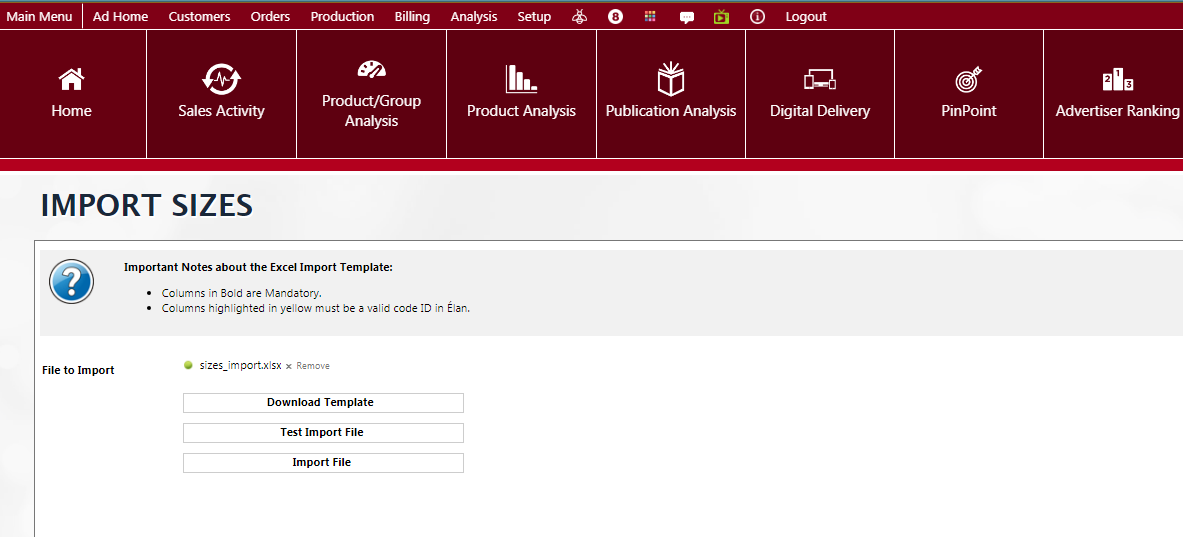 Main Menu Ad Home Customers Orders Production Billing Analysis Setup 8 Logout
Home Sales Activity Product/Group Analysis Product Analysis Publication Analysis Digital Delivery PinPoint Advertiser Ranking
IMPORT SIZES
Important Notes about the Excel Import Template:
• Columns in Bold are Mandatory.
• Columns highlighted in yellow must be a valid code ID in Élan.
File to Import sizes_import.xlsx × Remove
Download Template
Test Import File
Import File